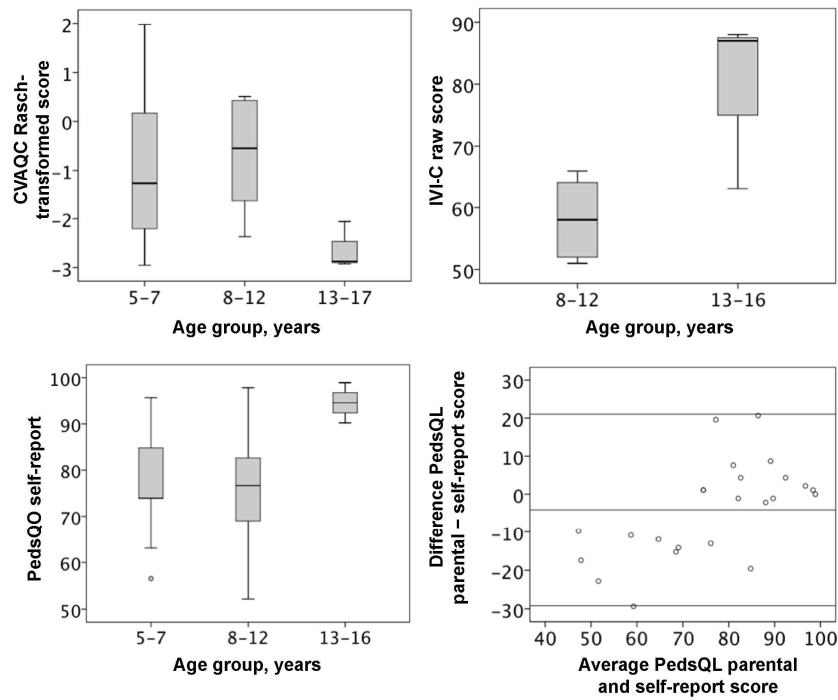 CVAQC Rasch-
transformed score
2
1
0
−1
−2
−3
5–7 8–12 13–17
Age group, years
IVI-C raw score
90
80
70
60
50
8–12 13–16
Age group, years
PedsQO self-report
100
90
80
70
60
50
5–7 8–12 13–16
Age group, years
Difference PedsQL
parental – self-report score
30
20
10
0
−10
−20
−30
40 50 60 70 80 90 100
Average PedsQL parental
and self-report score